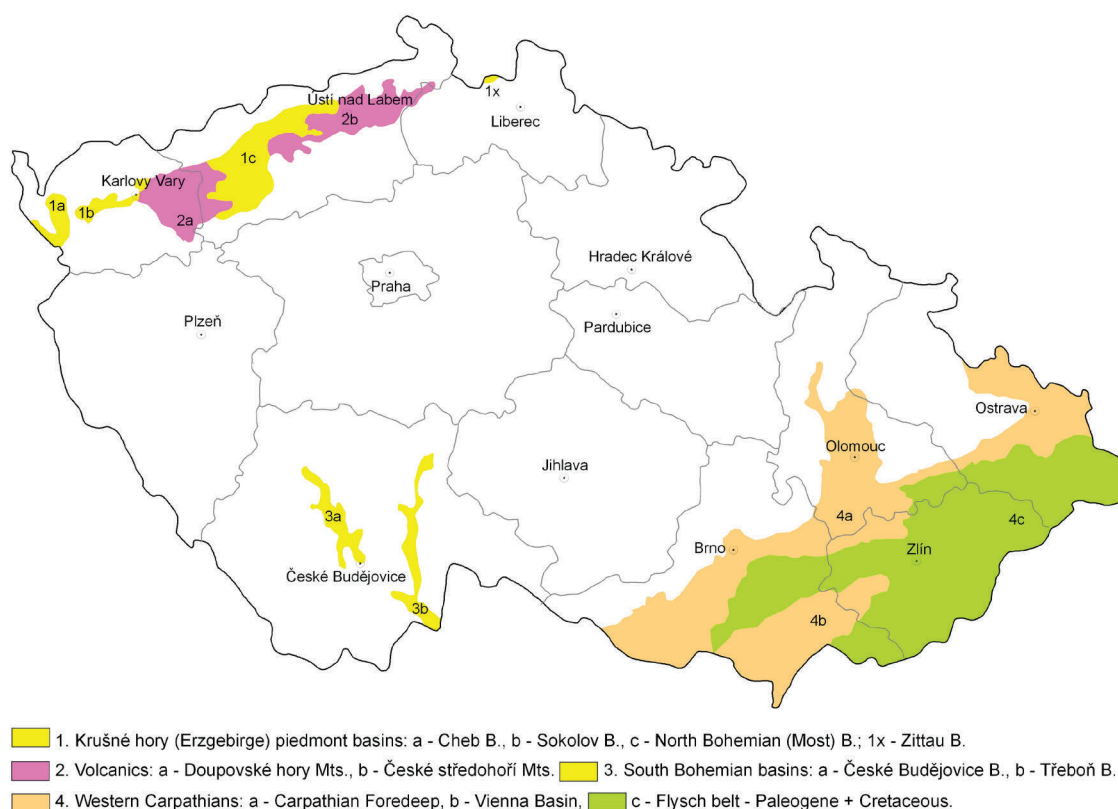 1x
Ústí nad Labem
2b
Liberec
1c
Karlovy Vary
1a
1b
2a
Hradec Králové
Praha
Pardubice
Plzeň
Ostrava
Olomouc
Jihlava
3a
4a
4c
Brno
Zlín
České Budějovice
3b
4b
1. Krušné hory (Erzgebirge) piedmont basins: a - Cheb B., b - Sokolov B., c - North Bohemian (Most) B.; 1x - Zittau B.
2. Volcanics: a - Doupovské hory Mts., b - České středohoří Mts. 3. South Bohemian basins: a - České Budějovice B., b - Třeboň B.
4. Western Carpathians: a - Carpathian Foredeep, b - Vienna Basin, c - Flysch belt - Paleogene + Cretaceous.